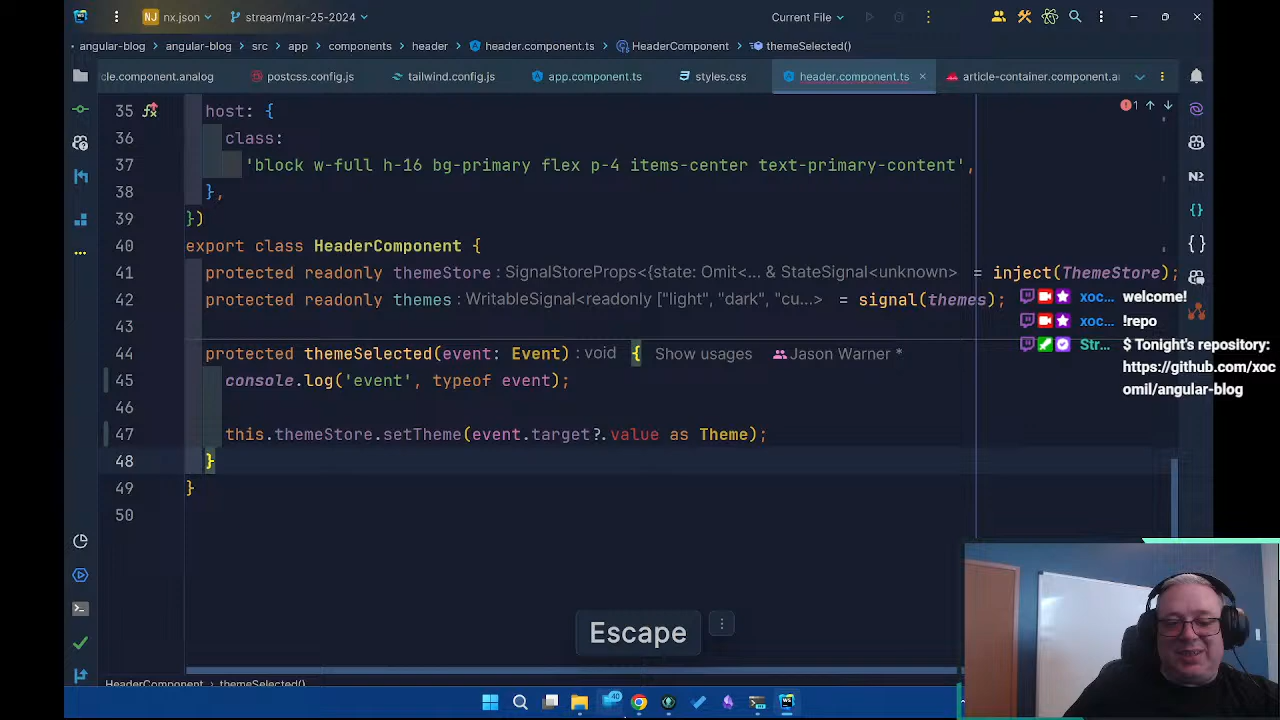 NJ nx.json
stream/mar-25-2024
Current File
angular-blog > angular-blog > src > app > components > header > header.component.ts > HeaderComponent > themeSelected()
cle.component.analog
postcss.config.js
tailwind.config.js
app.component.ts
styles.css
header.component.ts
article-container.component.a
1
35 host: {
36 class:
37 'block w-full h-16 bg-primary flex p-4 items-center text-primary-content',
38 },
39 })
40 export class HeaderComponent {
41 protected readonly themeStore : SignalStoreProps<{state: Omit<... & StateSignal<unknown> = inject(ThemeStore);
42 protected readonly themes : WritableSignal<readonly ["light", "dark", "cu...> = signal(themes);
43
44 protected themeSelected(event: Event) : void { Show usages Jason Warner *
45 console.log('event', typeof event);
46
47 this.themeStore.setTheme(event.target?.value as Theme);
48 }
49 }
50
N2
xoc... welcome!
xoc... !repo
Str... $ Tonight's repository:
https://github.com/xoc
omil/angular-blog
Escape
HeaderComponent > themeSelected()
40
WS